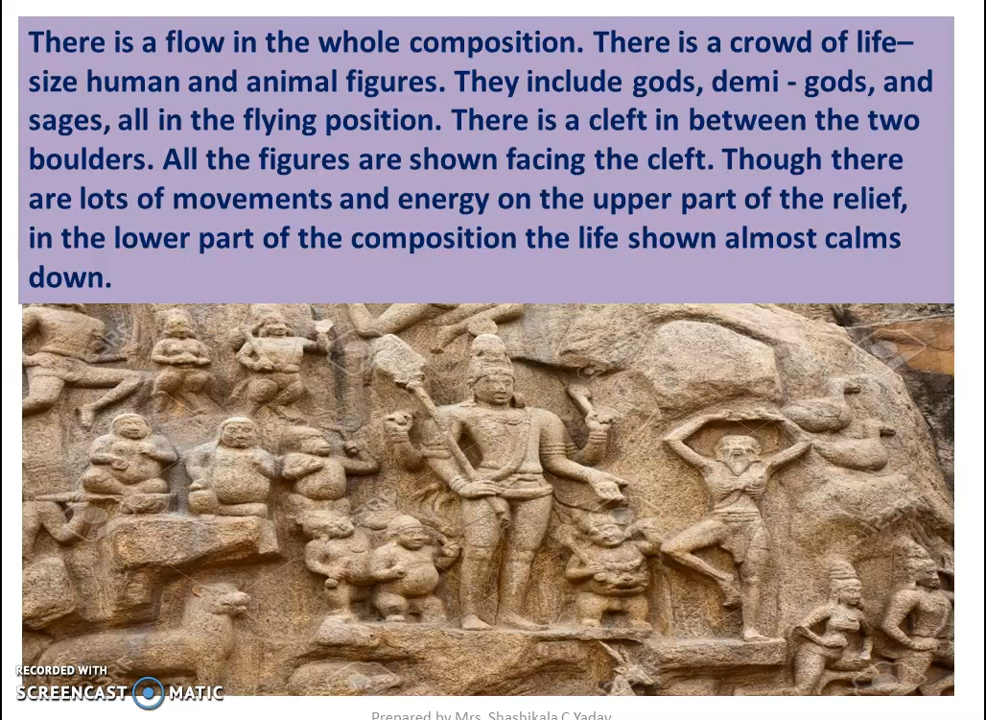 There is a flow in the whole composition. There is a crowd of life–
size human and animal figures. They include gods, demi - gods, and
sages, all in the flying position. There is a cleft in between the two
boulders. All the figures are shown facing the cleft. Though there
are lots of movements and energy on the upper part of the relief,
in the lower part of the composition the life shown almost calms
down.
RECORDED WITH
SCREENCAST MATIC
Prepared by Mrs. Shashikala C Yadav